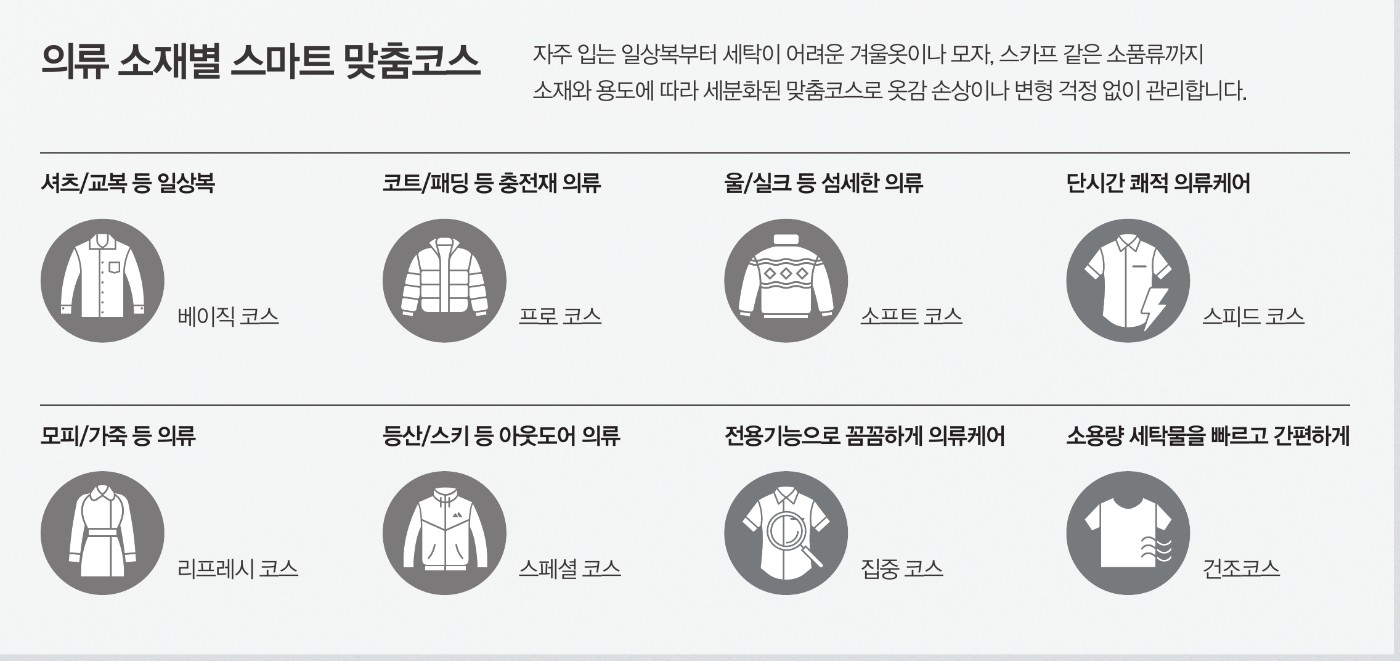 의류 소재별 스마트 맞춤코스
자주 입는 일상복부터 세탁이 어려운 겨울옷이나 모자, 스카프 같은 소품류까지
소재와 용도에 따라 세분화된 맞춤코스로 옷감 손상이나 변형 걱정 없이 관리합니다.
셔츠/교복 등 일상복
베이직 코스
코트/패딩 등 충전재 의류
프로 코스
울/실크 등 섬세한 의류
소프트 코스
단시간 쾌적 의류케어
스피드 코스
모피/가죽 등 의류
리프레시 코스
등산/스키 등 아웃도어 의류
스페셜 코스
전용기능으로 꼼꼼하게 의류케어
집중 코스
소용량 세탁물을 빠르고 간편하게
건조코스